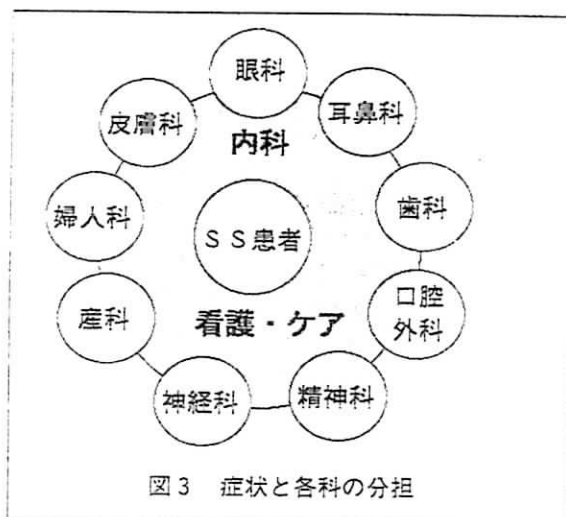 眼科
耳鼻科
皮膚科
内科
歯科
婦人科
ＳＳ患者
口腔
外科
産科
看護・ケア
神経科
精神科
図3　症状と各科の分担